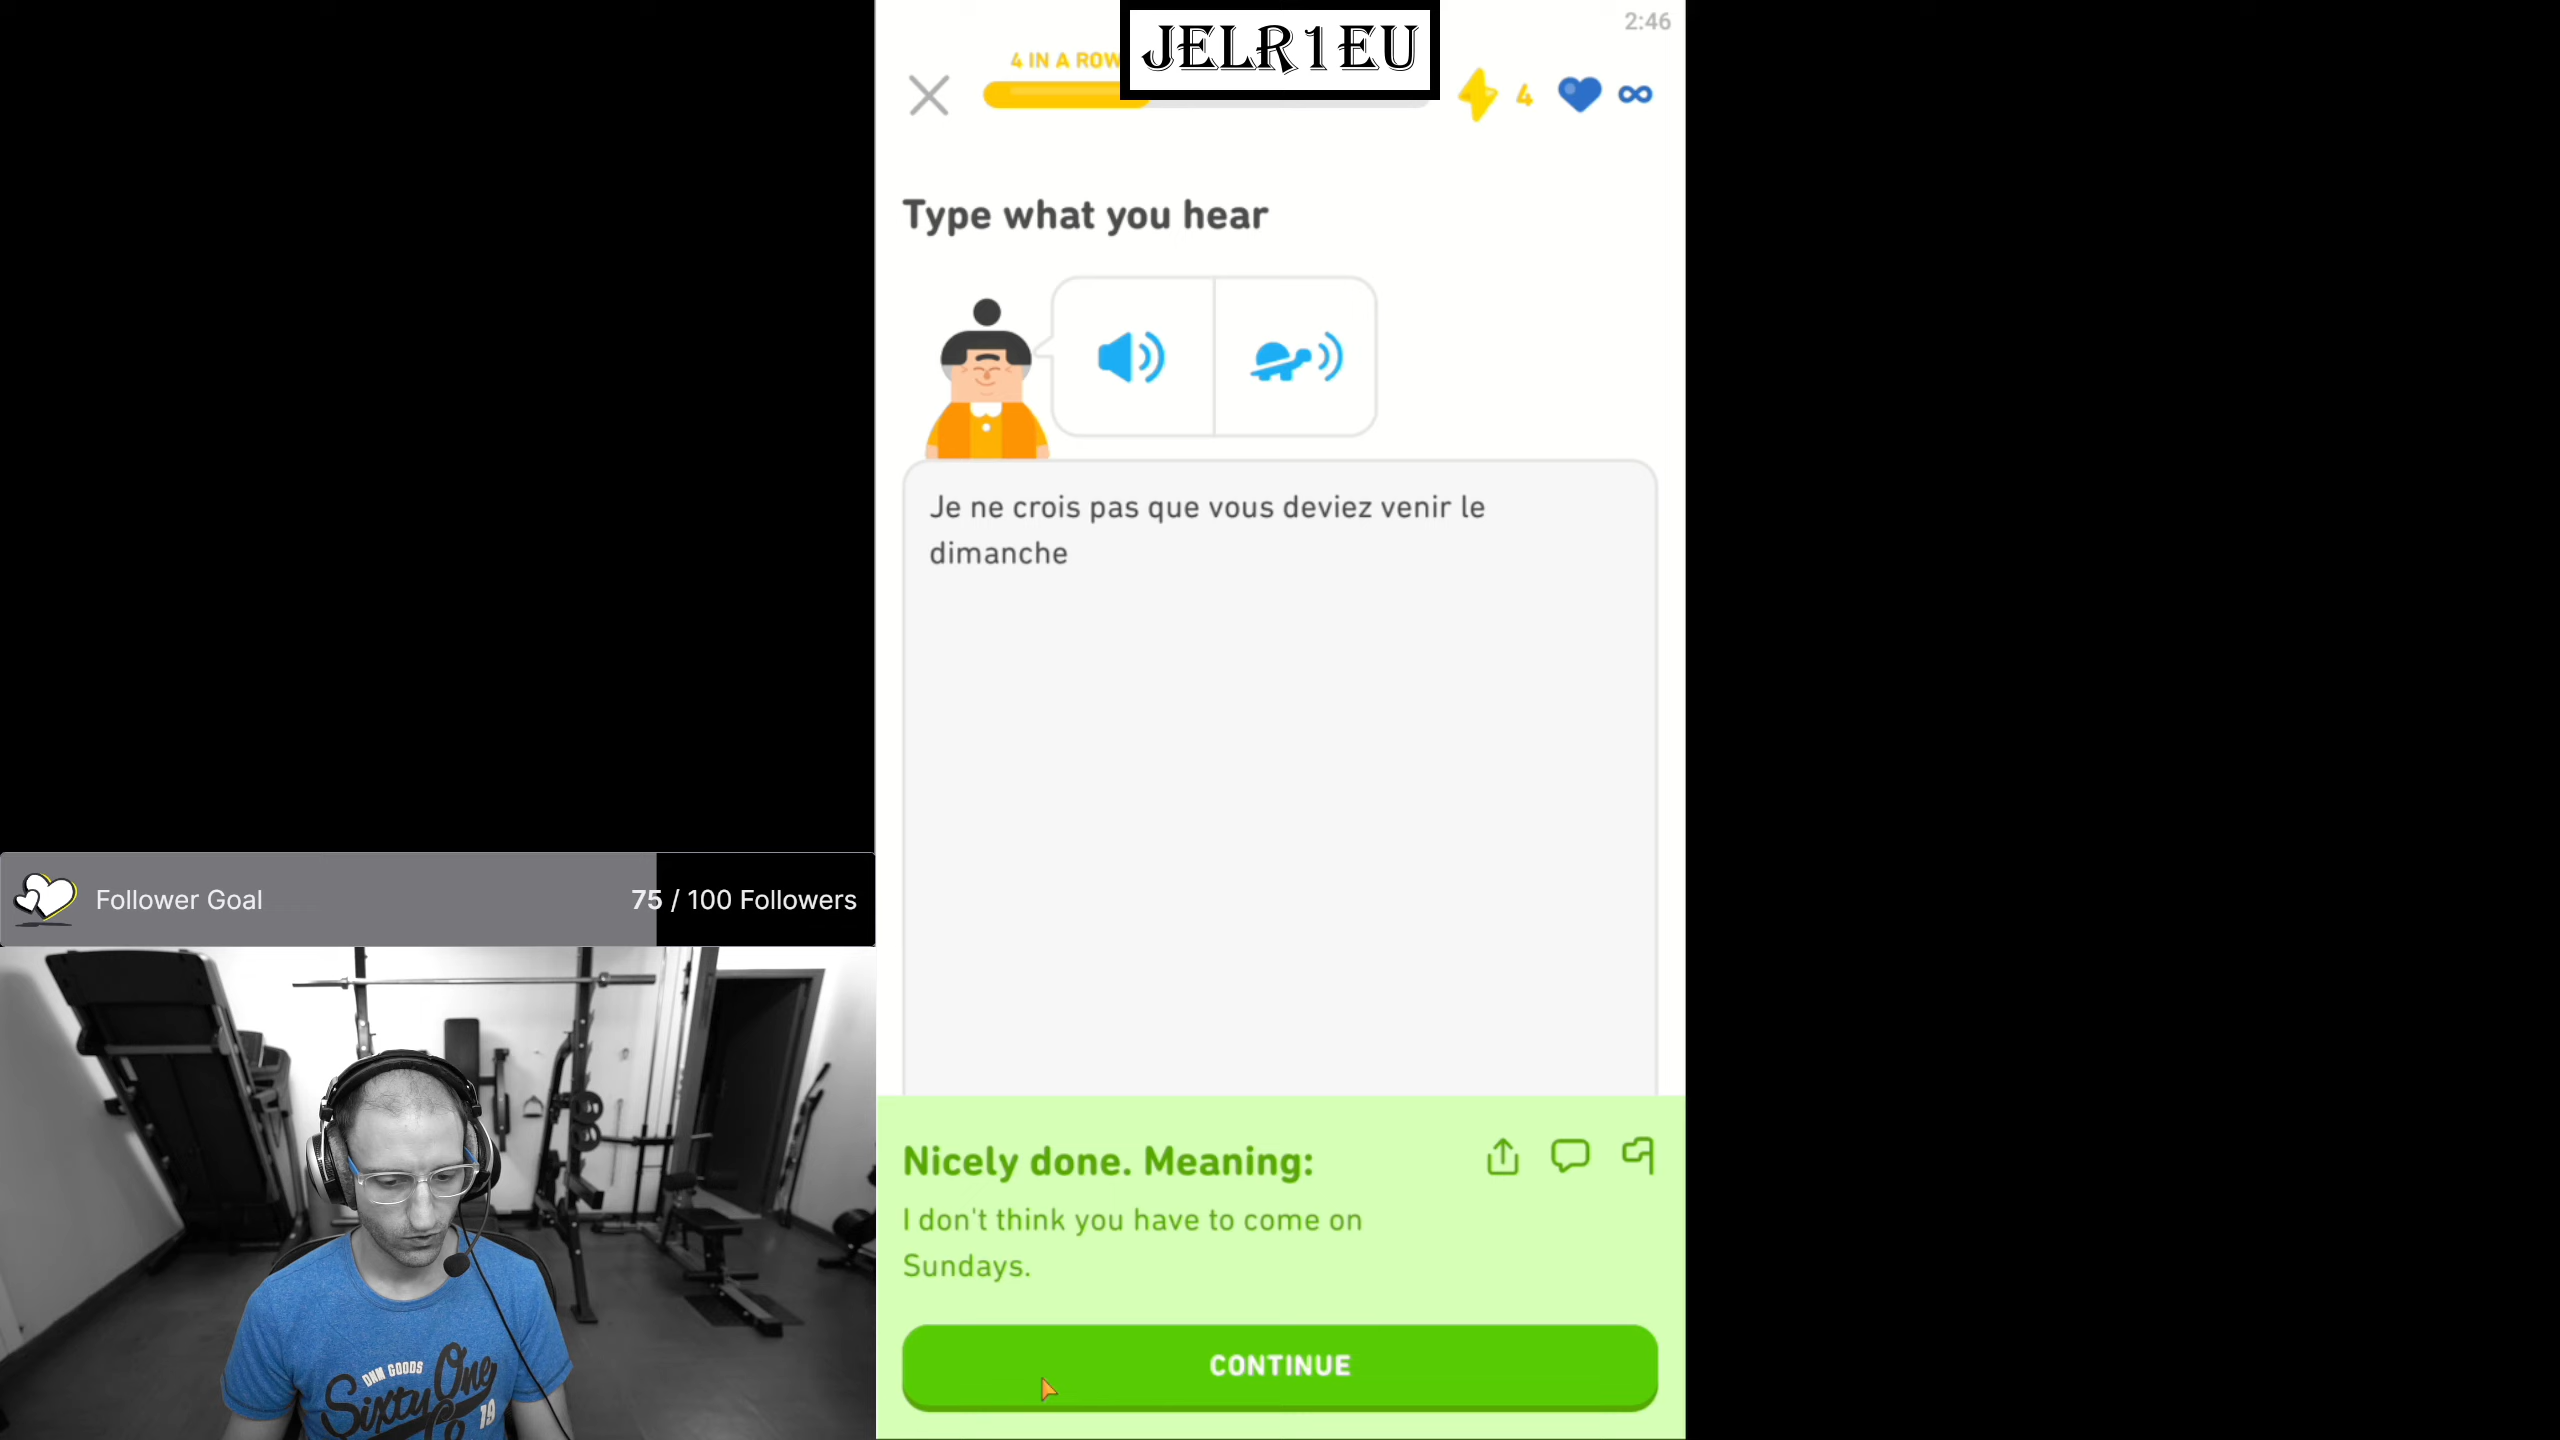 2:46
4 IN A ROW
JELR1EU
4
Type what you hear
Je ne crois pas que vous deviez venir le
dimanche
Follower Goal
75 / 100 Followers
Nicely done. Meaning:
I don't think you have to come on
Sundays.
CONTINUE
DNM GOODS
Sixty One
Co
19